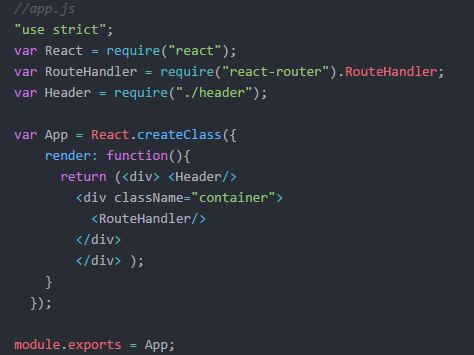 //app.js
"use strict";
var React = require("react");
var RouteHandler = require("react-router").RouteHandler;
var Header = require("./header");

var App = React.createClass({
    render: function(){
      return (<div> <Header/>
        <div className="container">
          <RouteHandler/>
        </div>
        </div> );
    }
  });

module.exports = App;